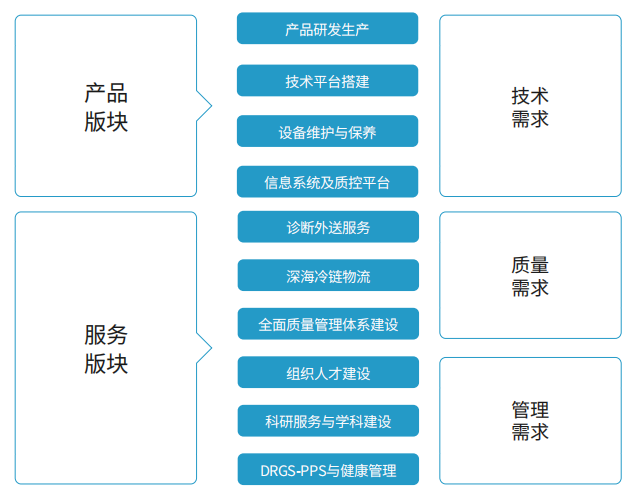 产品
版块
产品研发生产
技术平台搭建
设备维护与保养
信息系统及质控平台
技术
需求
服务
版块
诊断外送服务
深海冷链物流
全面质量管理体系建设
组织人才建设
科研服务与学科建设
DRGS-PPS与健康管理
质量
需求
管理
需求